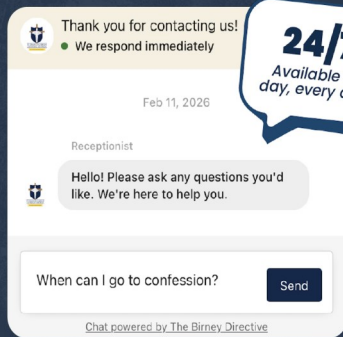 Thank you for contacting us!
We respond immediately
24/7
Available
day, every
Feb 11, 2026
Receptionist
Hello! Please ask any questions you'd
like. We're here to help you.
When can I go to confession?
Send
Chat powered by The Birney Directive